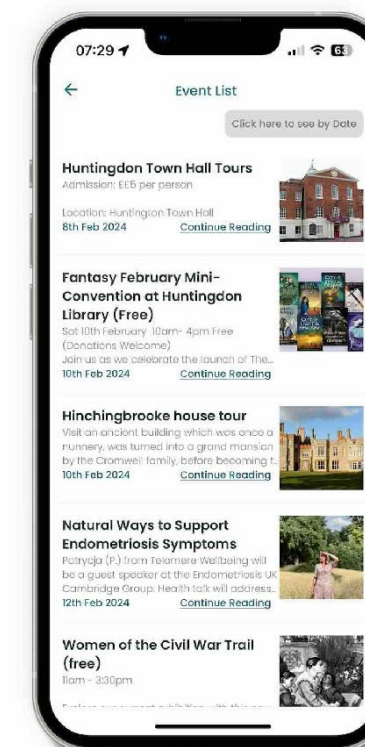 07:29
63
Event List
Click here to see by Date
Huntingdon Town Hall Tours
Admission: ££5 per person
Location: Huntington Town Hall
8th Feb 2024 Continue Reading
Fantasy February Mini-
Convention at Huntingdon
Library (Free)
Sat 10th February 10am- 4pm Free
(Donations Welcome)
Join us as we celebrate the launch of The...
10th Feb 2024 Continue Reading
Hinchingbrooke house tour
Visit an ancient building which was once a
nunnery, was turned into a grand mansion
by the Cromwell family, before becoming t..
10th Feb 2024 Continue Reading
Natural Ways to Support
Endometriosis Symptoms
Patrycja (P.) from Telomere Wellbeing will
be a guest speaker at the Endometriosis UK
Cambridge Group. Health talk will address..
12th Feb 2024 Continue Reading
Women of the Civil War Trail
(free)
11am - 3:30pm